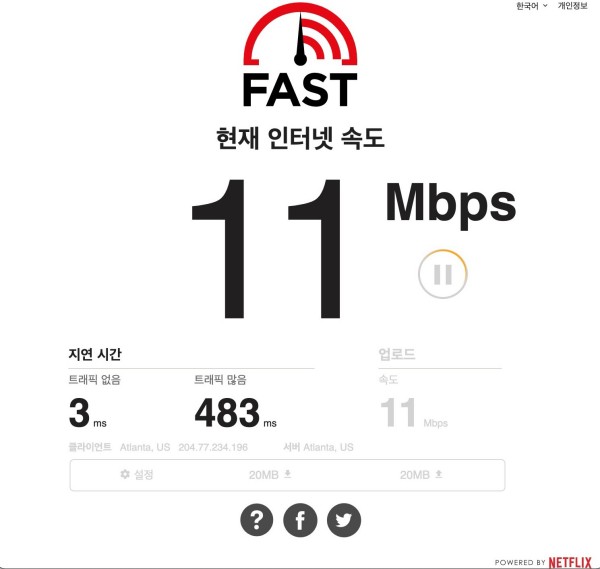 한국어 개인정보
FAST
현재 인터넷 속도
11 Mbps
지연 시간 업로드
트래픽 없음 트래픽 많음 속도
3 ms 483 ms 11 Mbps
클라이언트 Atlanta, US 204.77.234.196 서버 Atlanta, US
설정 20MB 20MB
? f
POWERED BY NETFLIX